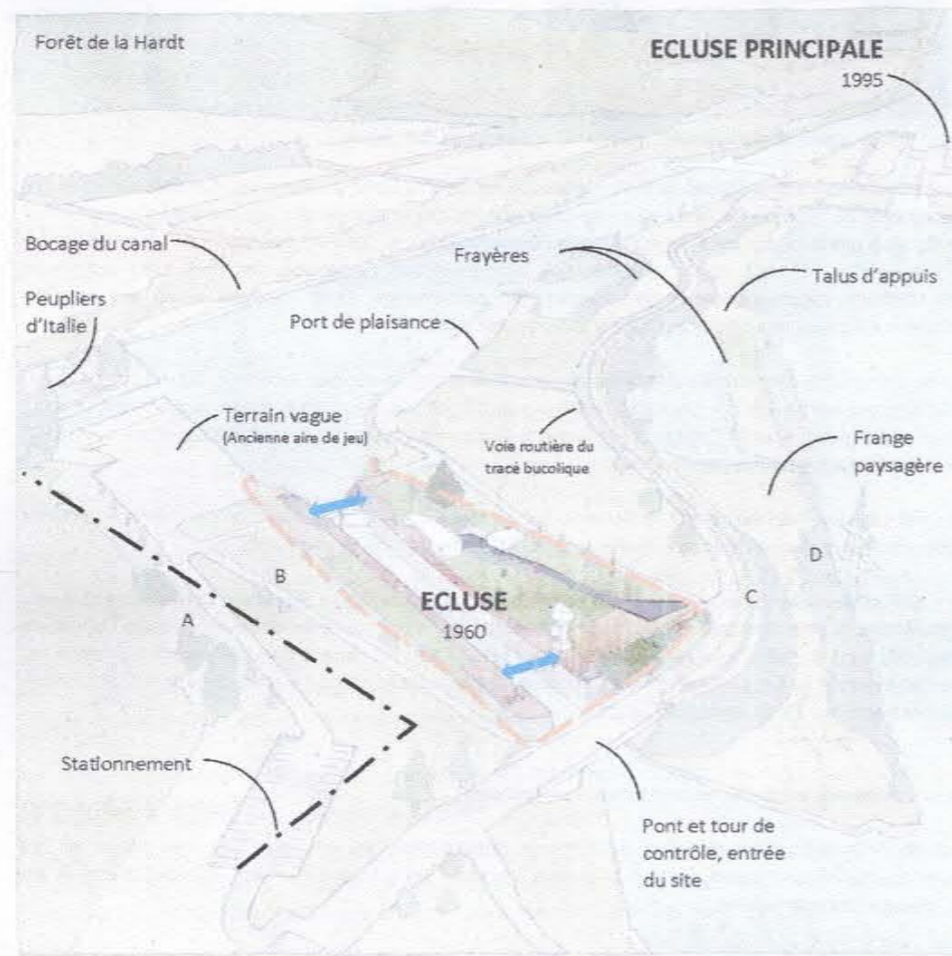 Forêt de la Hardt
ECLUSE PRINCIPALE
1995
Bocage du canal
Frayères
Talus d'appuis
Peupliers
d'Italie
Port de plaisance
Terrain vague
(Ancienne aire de jeu)
Voie routière du
tracé bucolique
Frange
paysagère
A
B
ECLUSE
1960
C
D
Stationnement
Pont et tour de
contrôle, entrée
du site